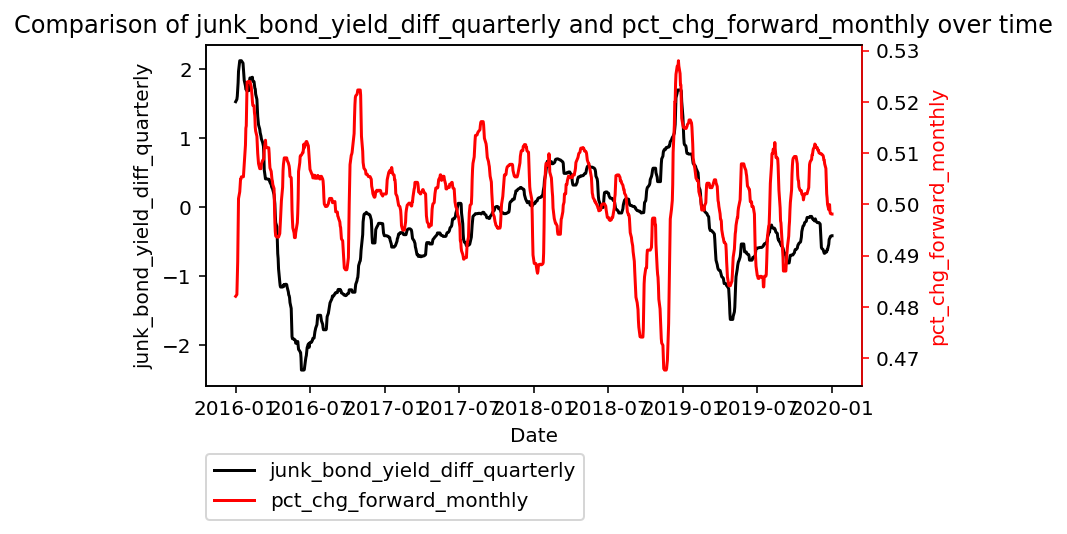 Comparison of junk_bond_yield_diff_quarterly and pct_chg_forward_monthly over time
junk_bond_yield_diff_quarterly
2
1
0
−1
−2
0.53
0.52
0.51
0.50
0.49
0.48
0.47
pct_chg_forward_monthly
2016-01 2016-07 2017-01 2017-07 2018-01 2018-07 2019-01 2019-07 2020-01
Date
junk_bond_yield_diff_quarterly
pct_chg_forward_monthly